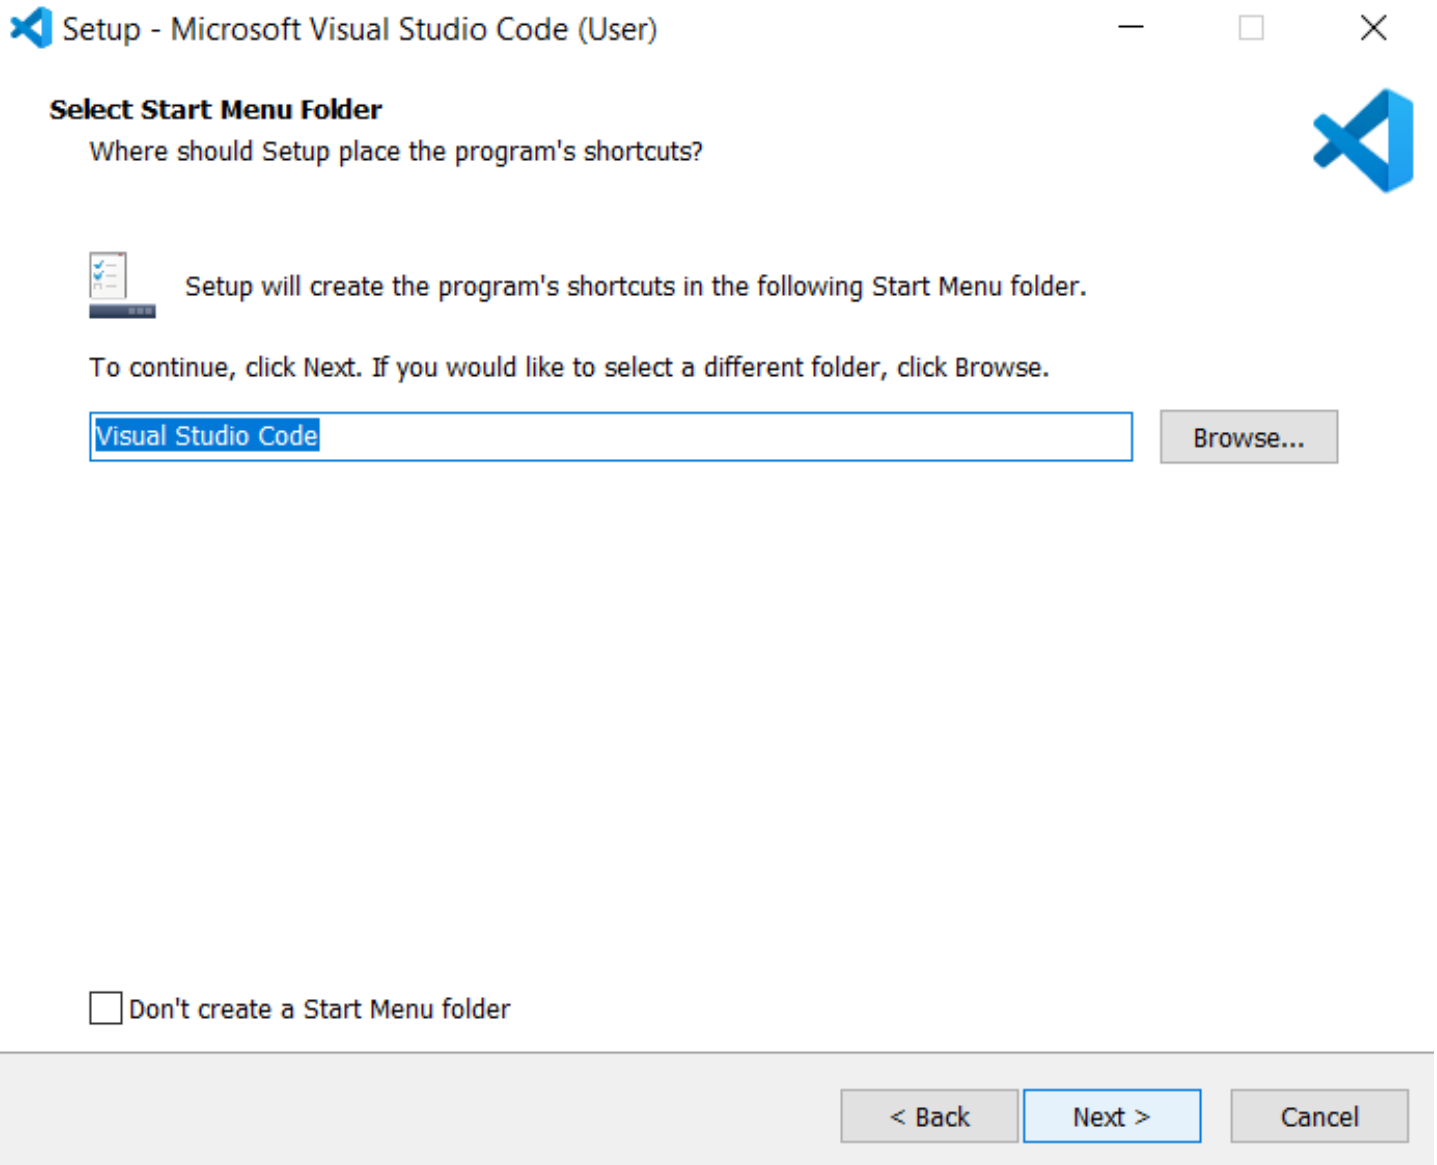 Setup - Microsoft Visual Studio Code (User)
Select Start Menu Folder
Where should Setup place the program's shortcuts?
Setup will create the program's shortcuts in the following Start Menu folder.
To continue, click Next. If you would like to select a different folder, click Browse.
Visual Studio Code
Browse...
Don't create a Start Menu folder
< Back
Next >
Cancel